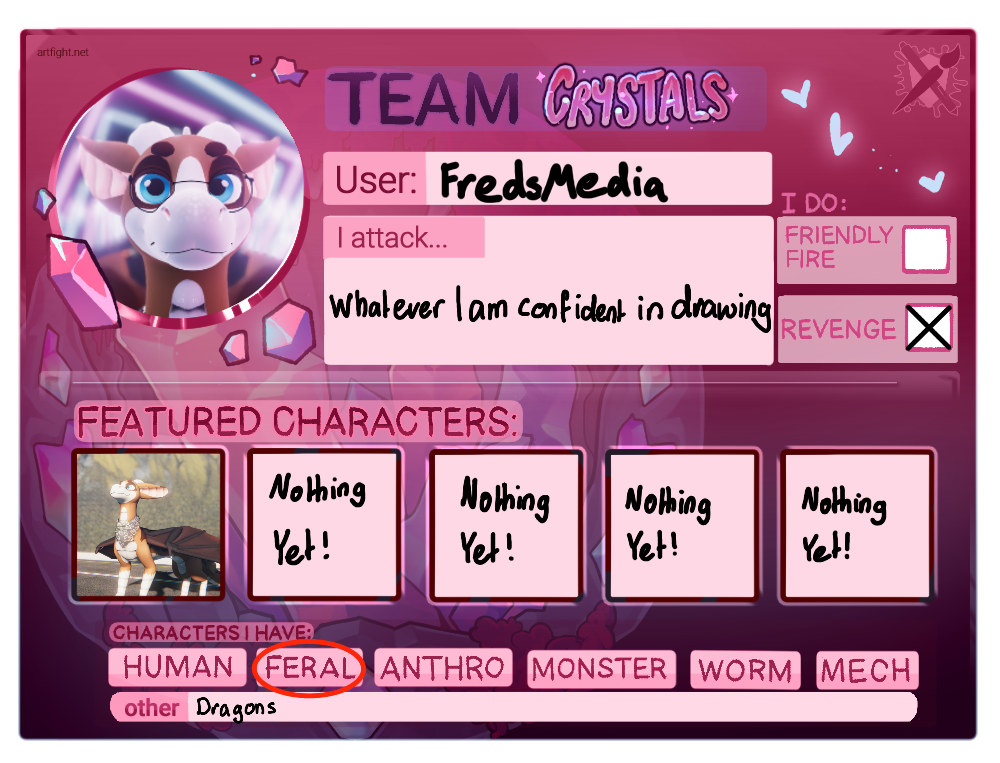 artfight.net
TEAM CRYSTALS
User: FredsMedia
I DO:
I attack...
FRIENDLY
FIRE
Whatever I am confident in drawing
REVENGE
FEATURED CHARACTERS:
Nothing
Yet!
Nothing
Yet!
Nothing
Yet!
Nothing
Yet!
CHARACTERS I HAVE:
HUMAN FERAL ANTHRO MONSTER WORM MECH
other Dragons